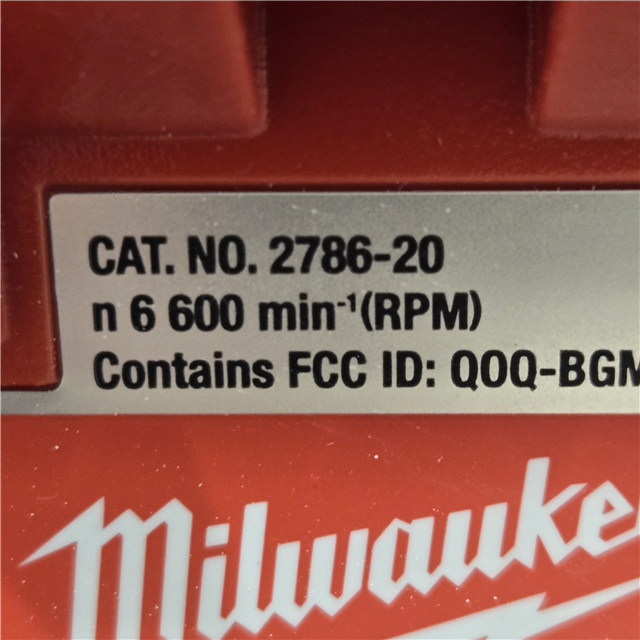 CAT. NO. 2786-20
n 6 600 min⁻¹(RPM)
Contains FCC ID: QOQ-BGM
Milwauke